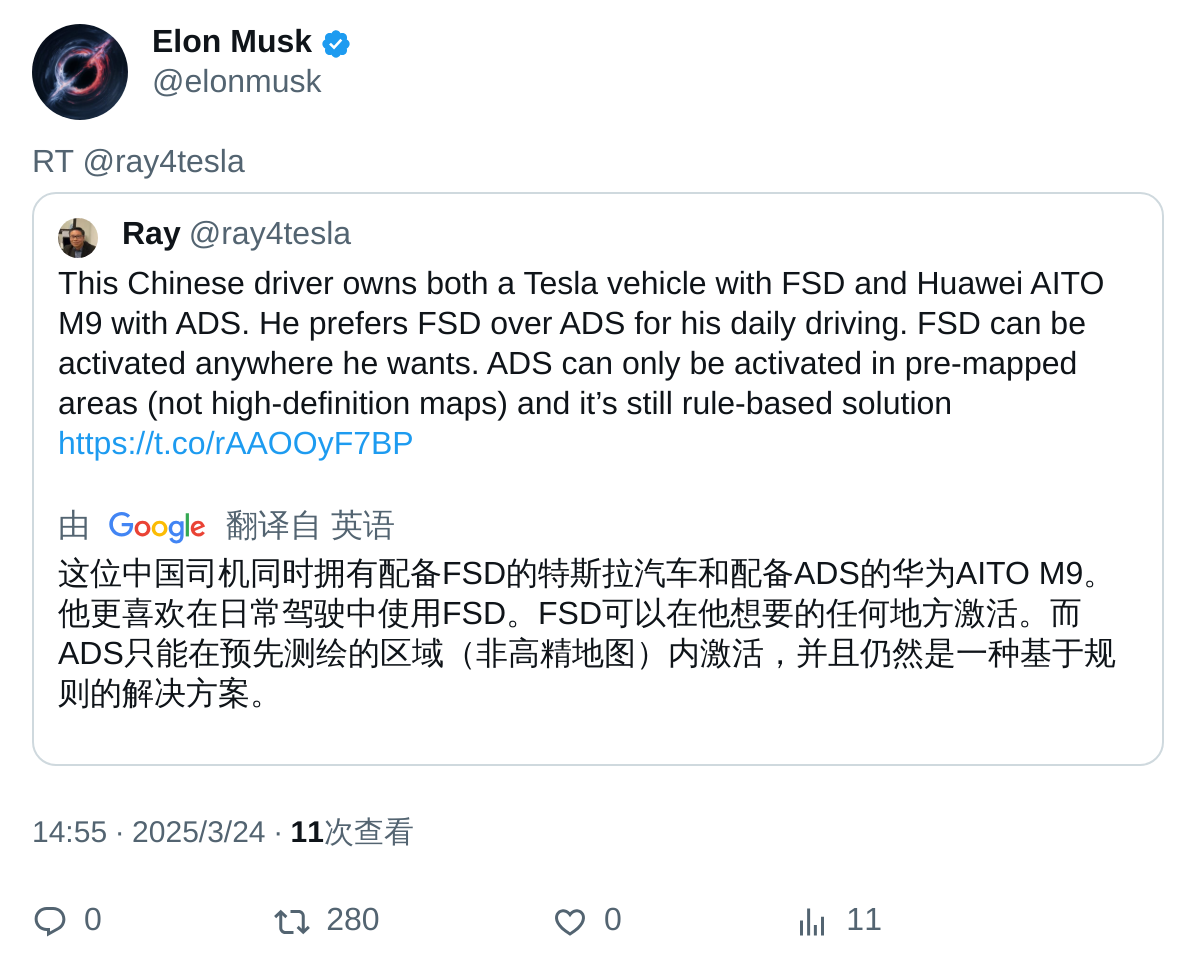 Elon Musk
@elonmusk
RT @ray4tesla
Ray @ray4tesla
This Chinese driver owns both a Tesla vehicle with FSD and Huawei AITO
M9 with ADS. He prefers FSD over ADS for his daily driving. FSD can be
activated anywhere he wants. ADS can only be activated in pre-mapped
areas (not high-definition maps) and it’s still rule-based solution
https://t.co/rAAOOyF7BP
由 Google 翻译自 英语
这位中国司机同时拥有配备FSD的特斯拉汽车和配备ADS的华为AITO M9。
他更喜欢在日常驾驶中使用FSD。FSD可以在他想要的任何地方激活。而
ADS只能在预先测绘的区域（非高精地图）内激活，并且仍然是一种基于规
则的解决方案。
14:55 · 2025/3/24 · 11次查看
0 280 0 11